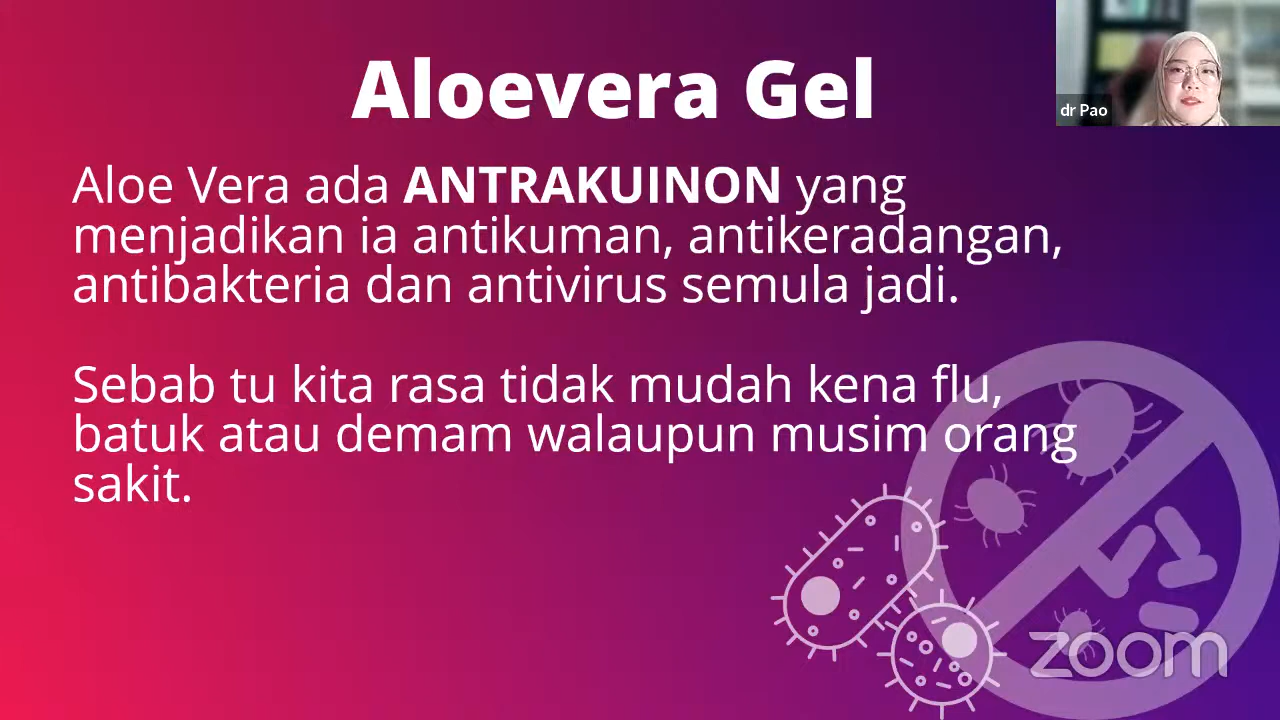 Aloevera Gel
dr Pao
Aloe Vera ada ANTRAKUINON yang
menjadikan ia antikuman, antikeradangan,
antibakteria dan antivirus semula jadi.
Sebab tu kita rasa tidak mudah kena flu,
batuk atau demam walaupun musim orang
sakit.
zoom